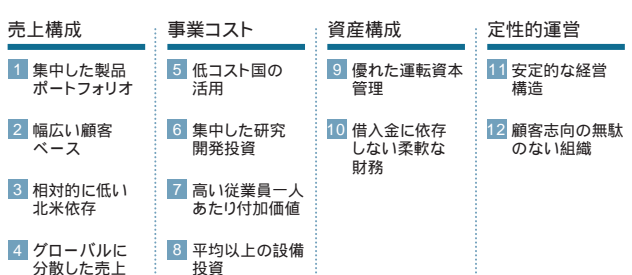 売上構成
1 集中した製品
ポートフォリオ
2 幅広い顧客
ベース
3 相対的に低い
北米依存
4 グローバルに
分散した売上
事業コスト
5 低コスト国の
活用
6 集中した研究
開発投資
7 高い従業員一人
あたり付加価値
8 平均以上の設備
投資
資産構成
9 優れた運転資本
管理
10 借入金に依存
しない柔軟な
財務
定性的運営
11 安定的な経営
構造
12 顧客志向の無駄
のない組織